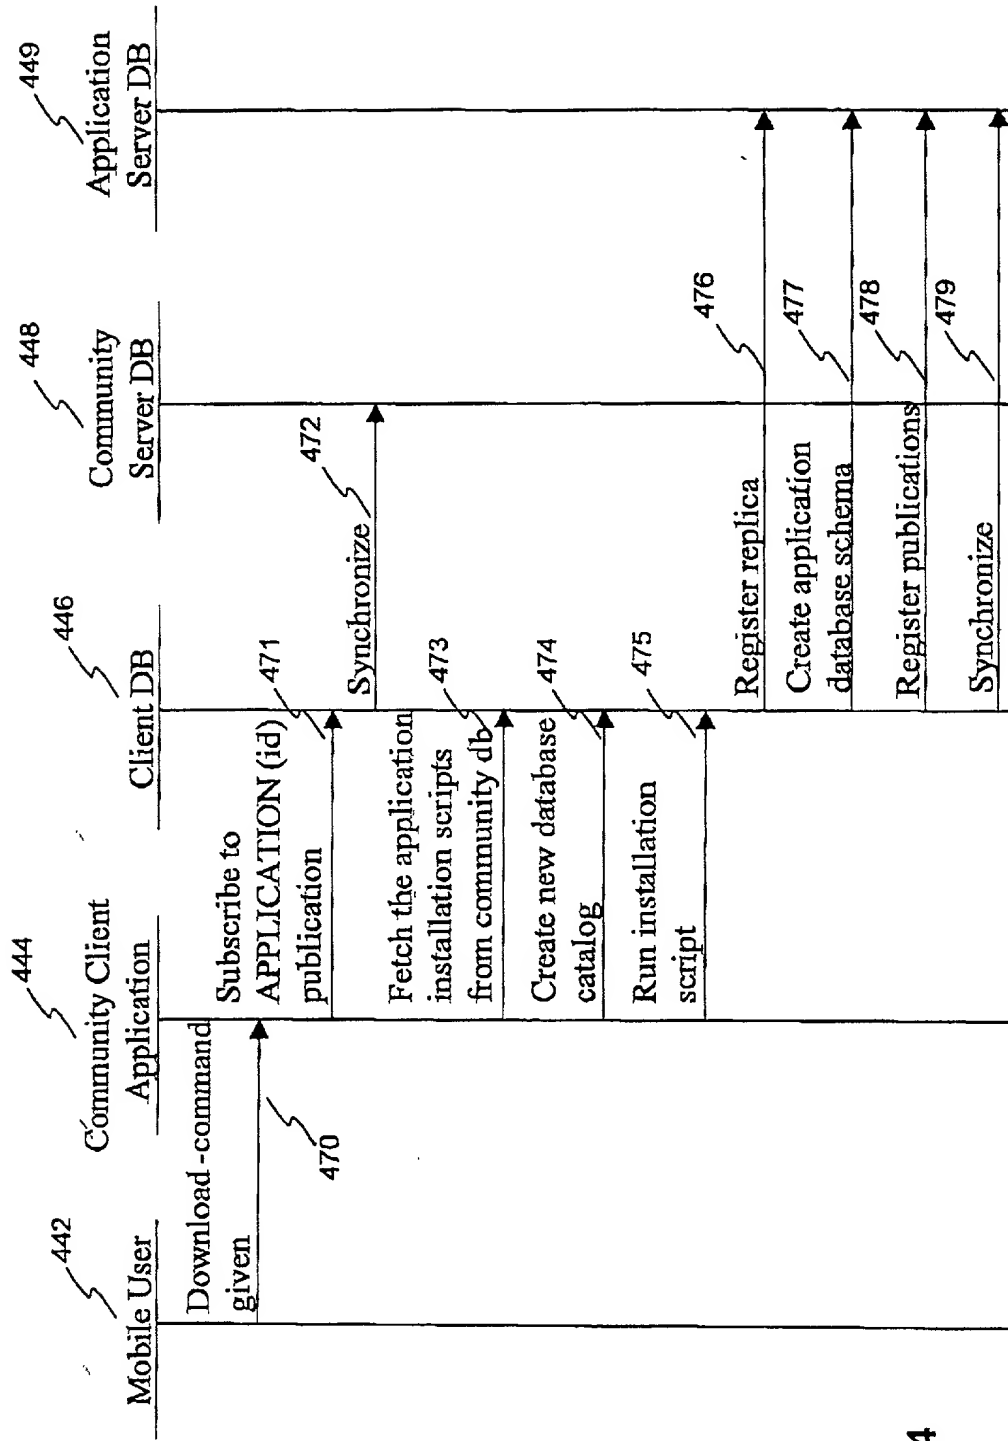 442
Mobile User
444
Community Client
Application
446
Client DB
448
Community
Server DB
449
Application
Server DB
Download-command
given
470
Subscribe to
APPLICATION (id)
publication
471
Synchronize
472
Fetch the application
installation scripts
from community db
473
Create new database
catalog
474
Run installation
script
475
Register replica
476
Create application
database schema
477
Register publications
478
Synchronize
479
4